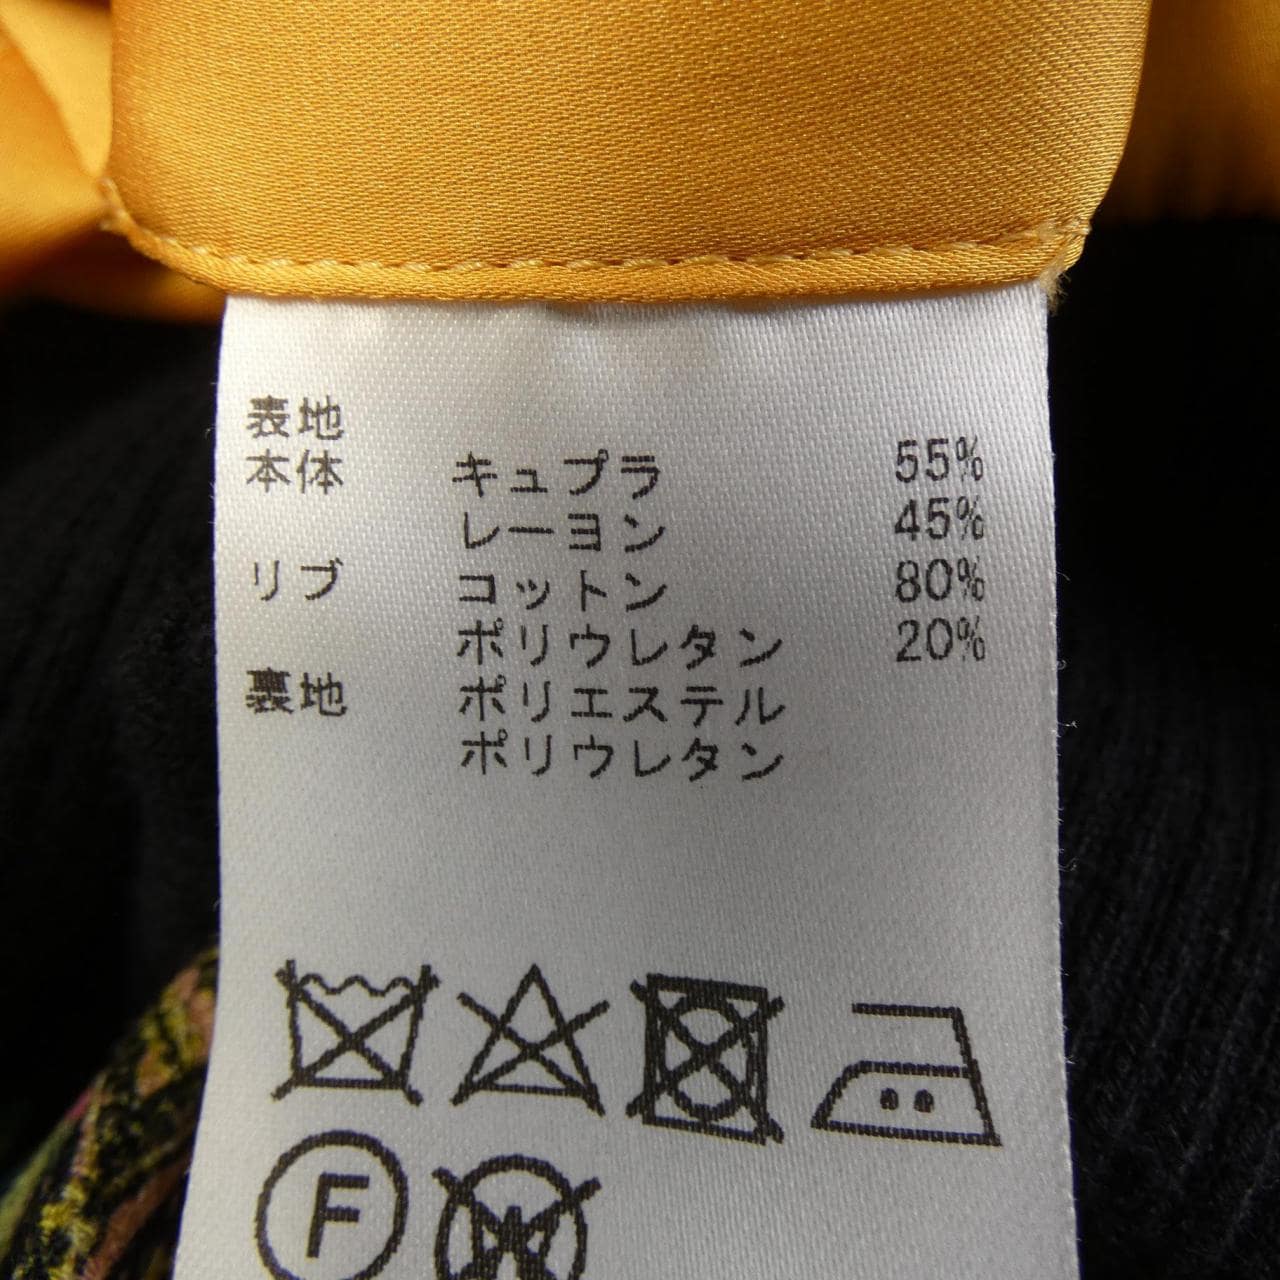 表地
本体 キュプラ 55%
レーヨン 45%
リブ コットン 80%
ポリウレタン 20%
裏地 ポリエステル
ポリウレタン
F
W